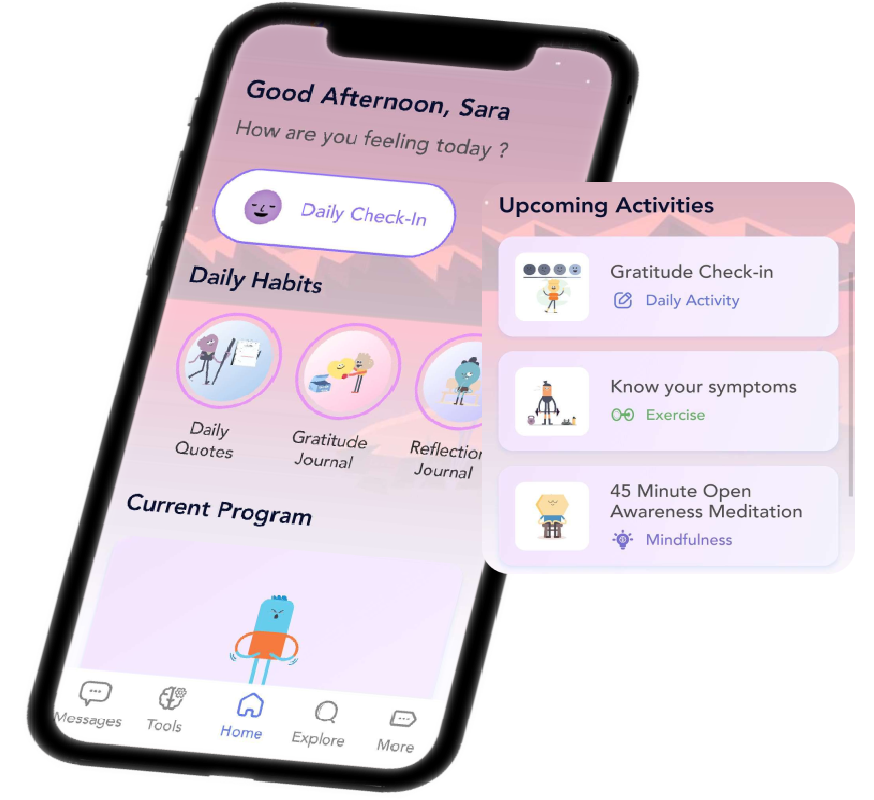 Good Afternoon, Sara
How are you feeling today ?
Daily Check-In
Daily Habits
Daily
Quotes
Gratitude
Journal
Reflection
Journal
Current Program
Messages
Tools
Home
Explore
More
Upcoming Activities
Gratitude Check-in
Daily Activity
Know your symptoms
Exercise
45 Minute Open
Awareness Meditation
Mindfulness